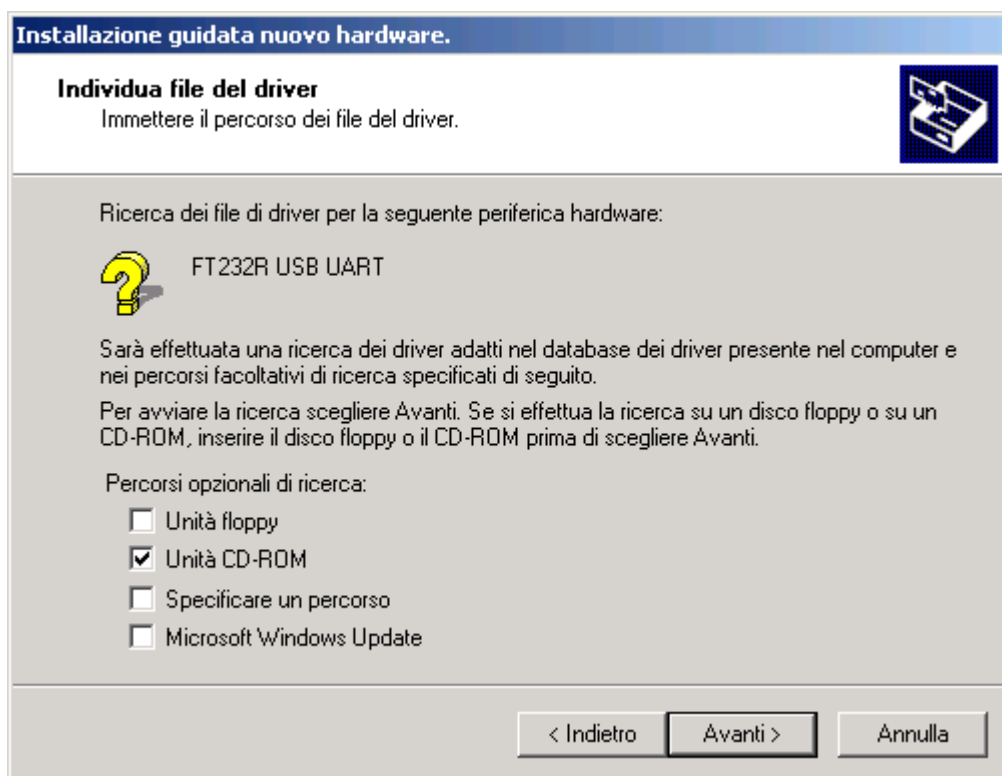 Installazione guidata nuovo hardware.
Individua file del driver
Immettere il percorso dei file del driver.
Ricerca dei file di driver per la seguente periferica hardware:
FT232R USB UART
Sarà effettuata una ricerca dei driver adatti nel database dei driver presente nel computer e
nei percorsi facoltativi di ricerca specificati di seguito.
Per avviare la ricerca scegliere Avanti. Se si effettua la ricerca su un disco floppy o su un
CD-ROM, inserire il disco floppy o il CD-ROM prima di scegliere Avanti.
Percorsi opzionali di ricerca:
Unità floppy
Unità CD-ROM
Specificare un percorso
Microsoft Windows Update
< Indietro
Avanti >
Annulla